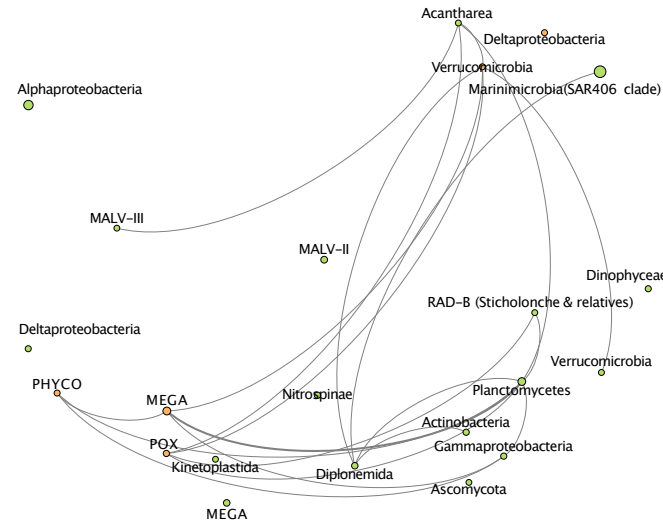 Acantharea
Deltaproteobacteria
Verrucomicrobia
Marinimicrobia(SAR406 clade)
Alphaproteobacteria
MALV-III
MALV-II
Dinophyceae
RAD-B (Sticholonche & relatives)
Deltaproteobacteria
Verrucomicrobia
PHYCO
MEGA
Nitrospinae
Planctomycetes
Actinobacteria
POX
Gammaproteobacteria
Kinetoplastida
Diplonemida
Ascomycota
MEGA